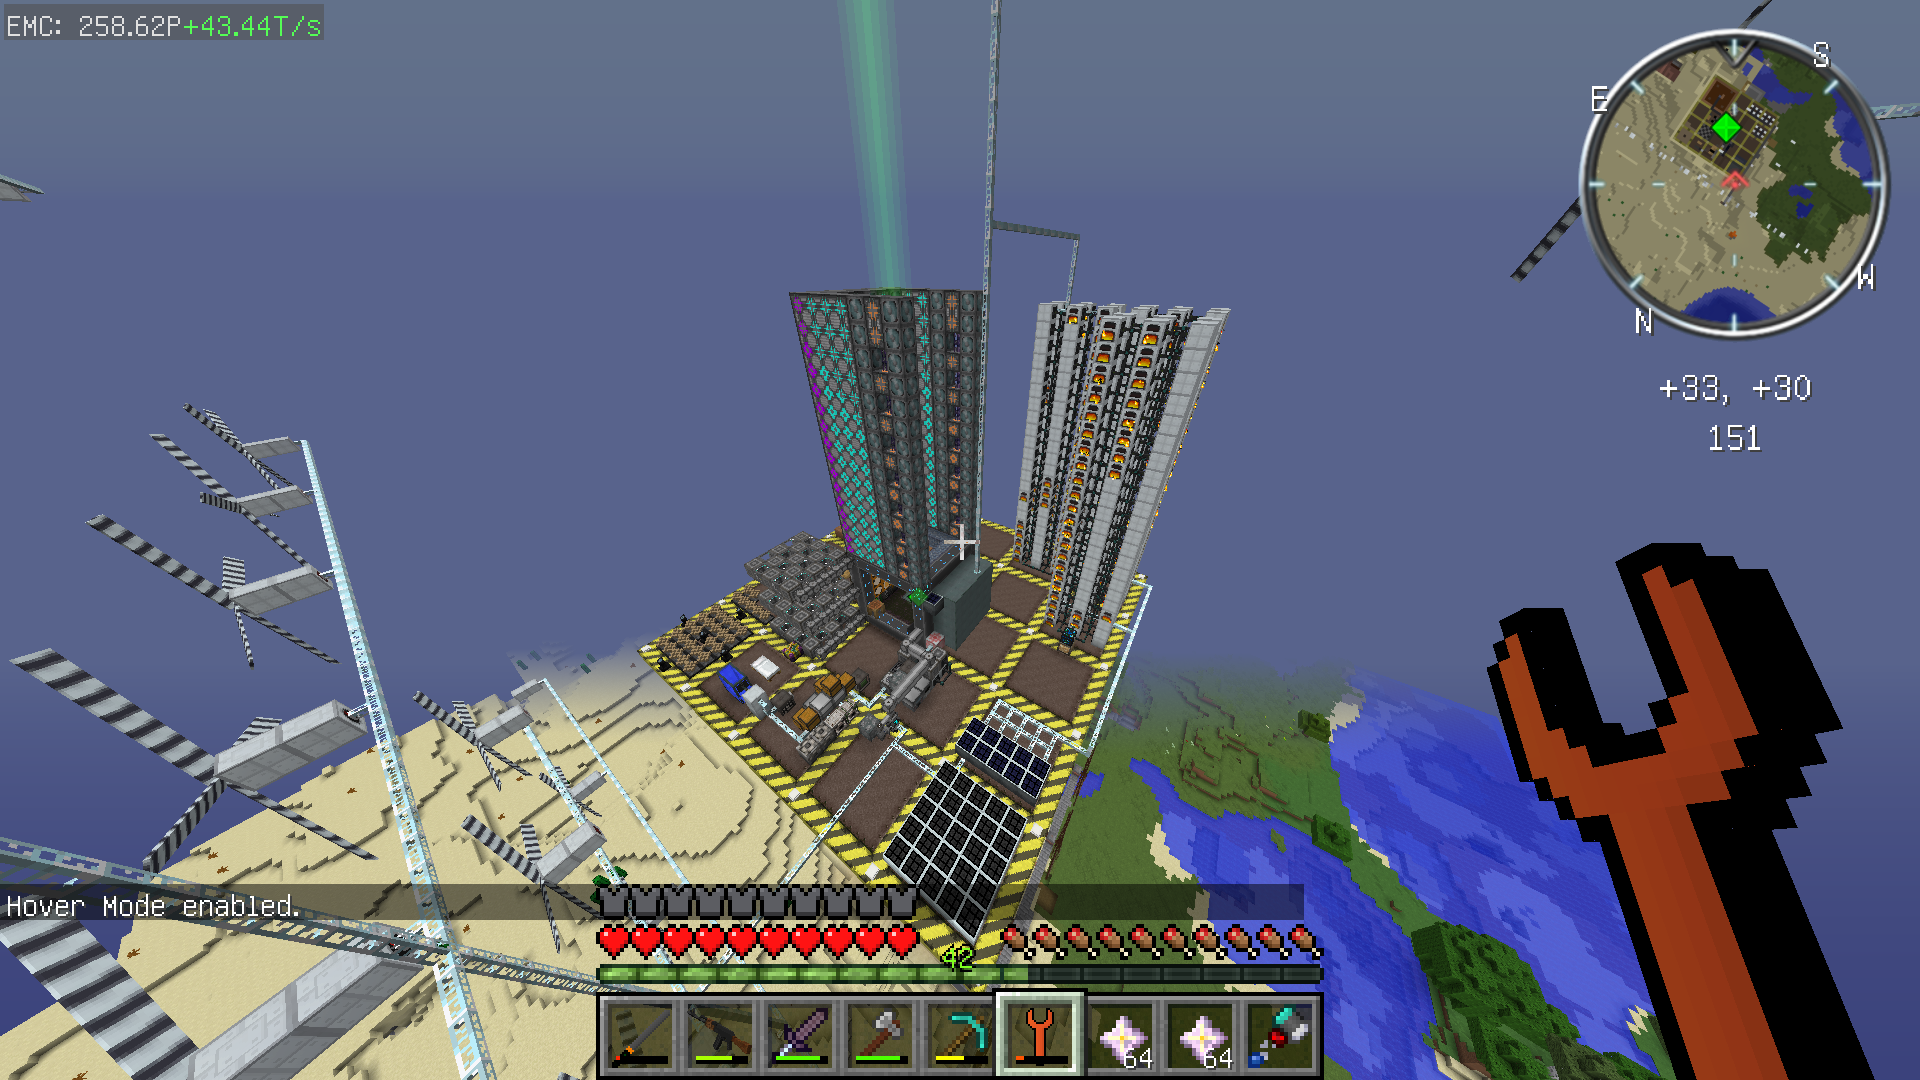 EMC: 258.62P+43.44T/s
S
E
W
N
+33, +30
151
Hover Mode enabled.
42
64
64